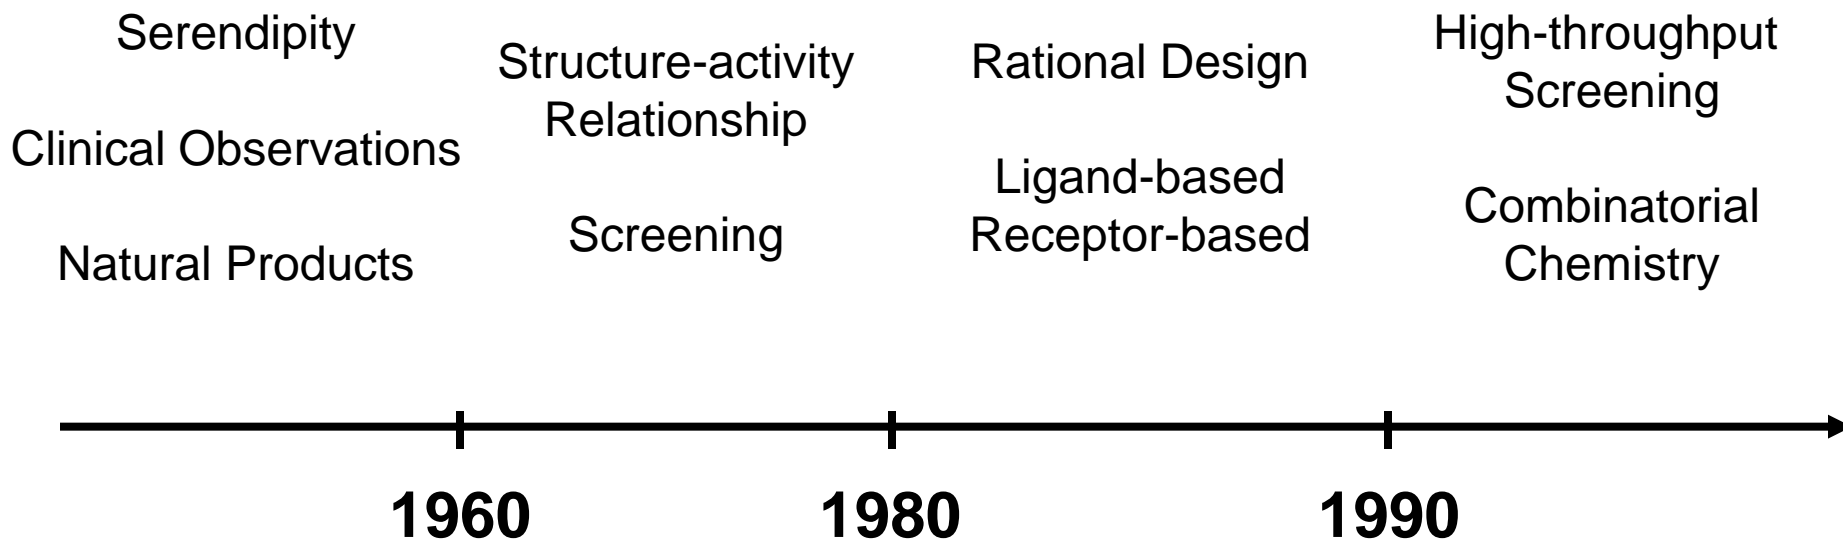 Serendipity
Clinical Observations
Natural Products
Structure-activity
Relationship
Screening
Rational Design
Ligand-based
Receptor-based
High-throughput
Screening
Combinatorial
Chemistry
1960
1980
1990